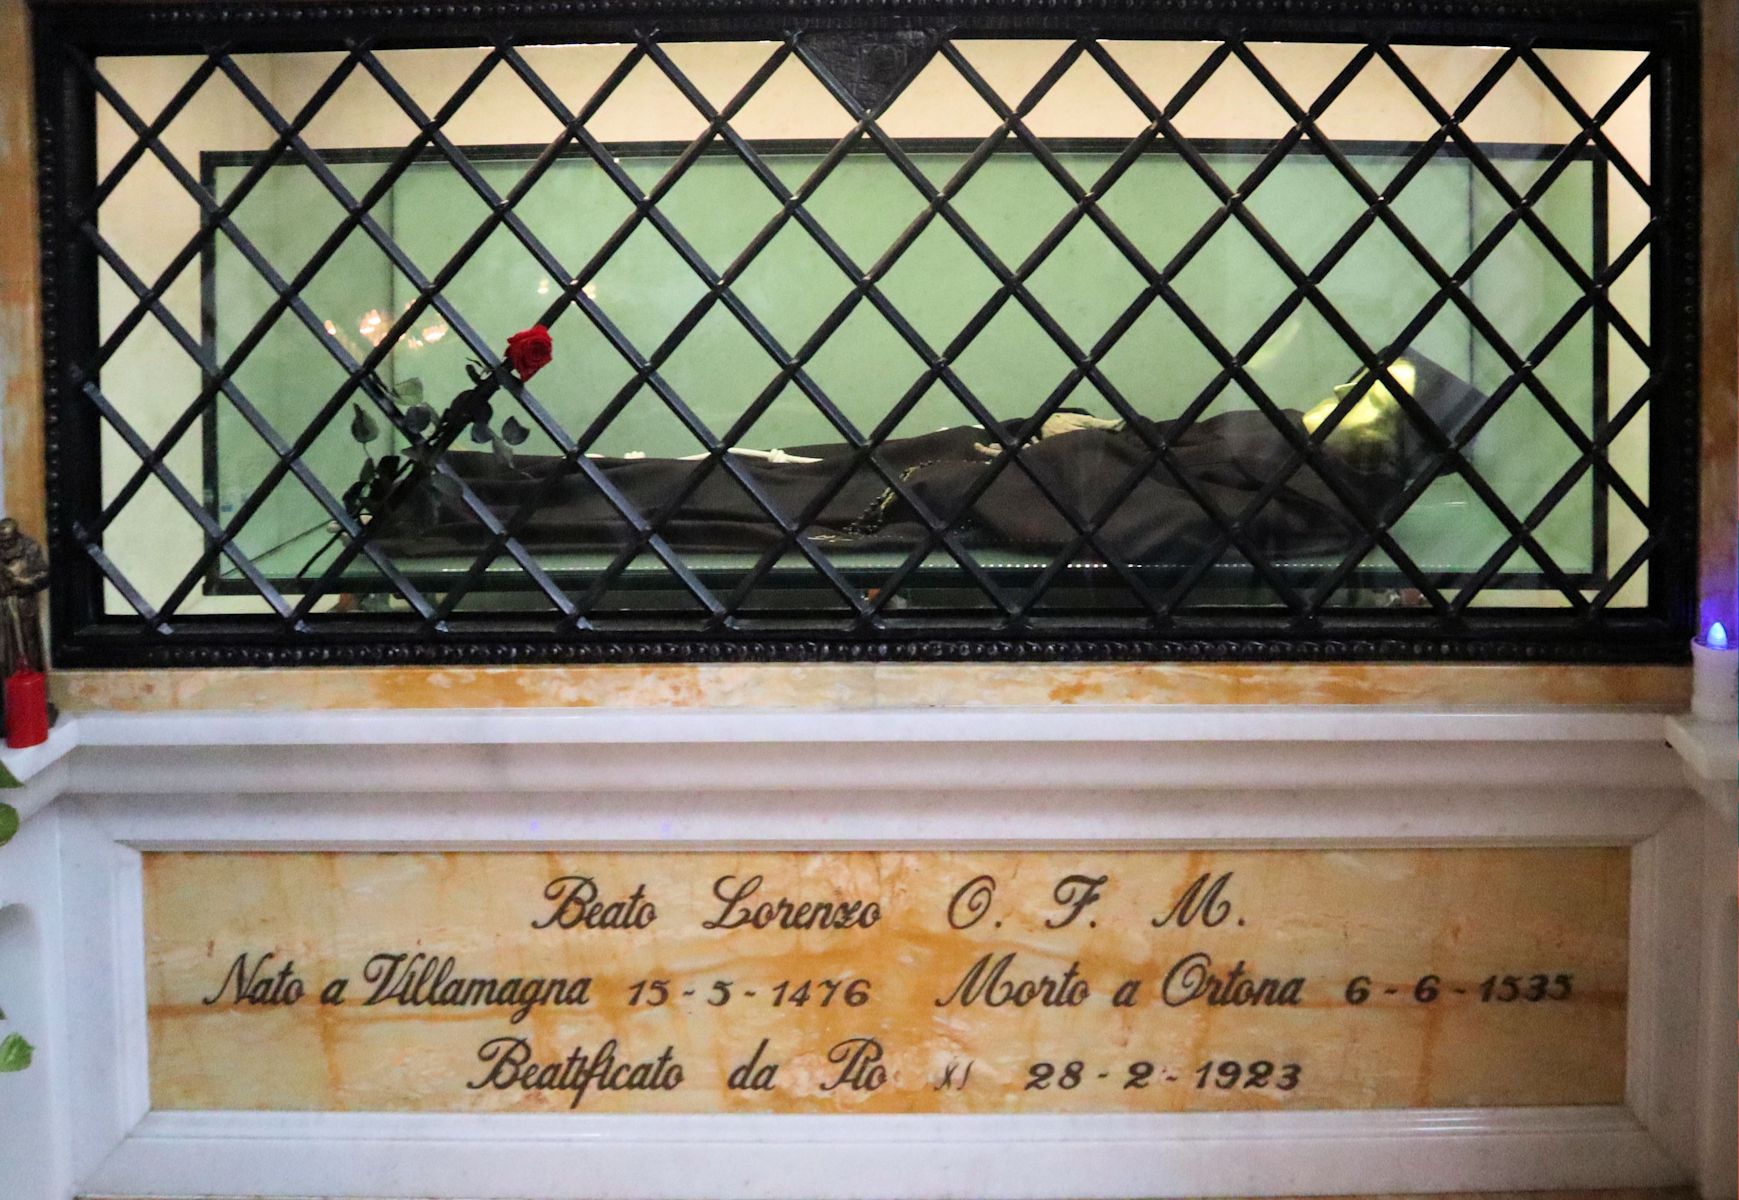 Beato Lorenzo O. F. M.
Nato a Villamagna 15-5-1476 Morto a Ortona 6-6-1535
Beatificato da Pio XI 28-2-1923